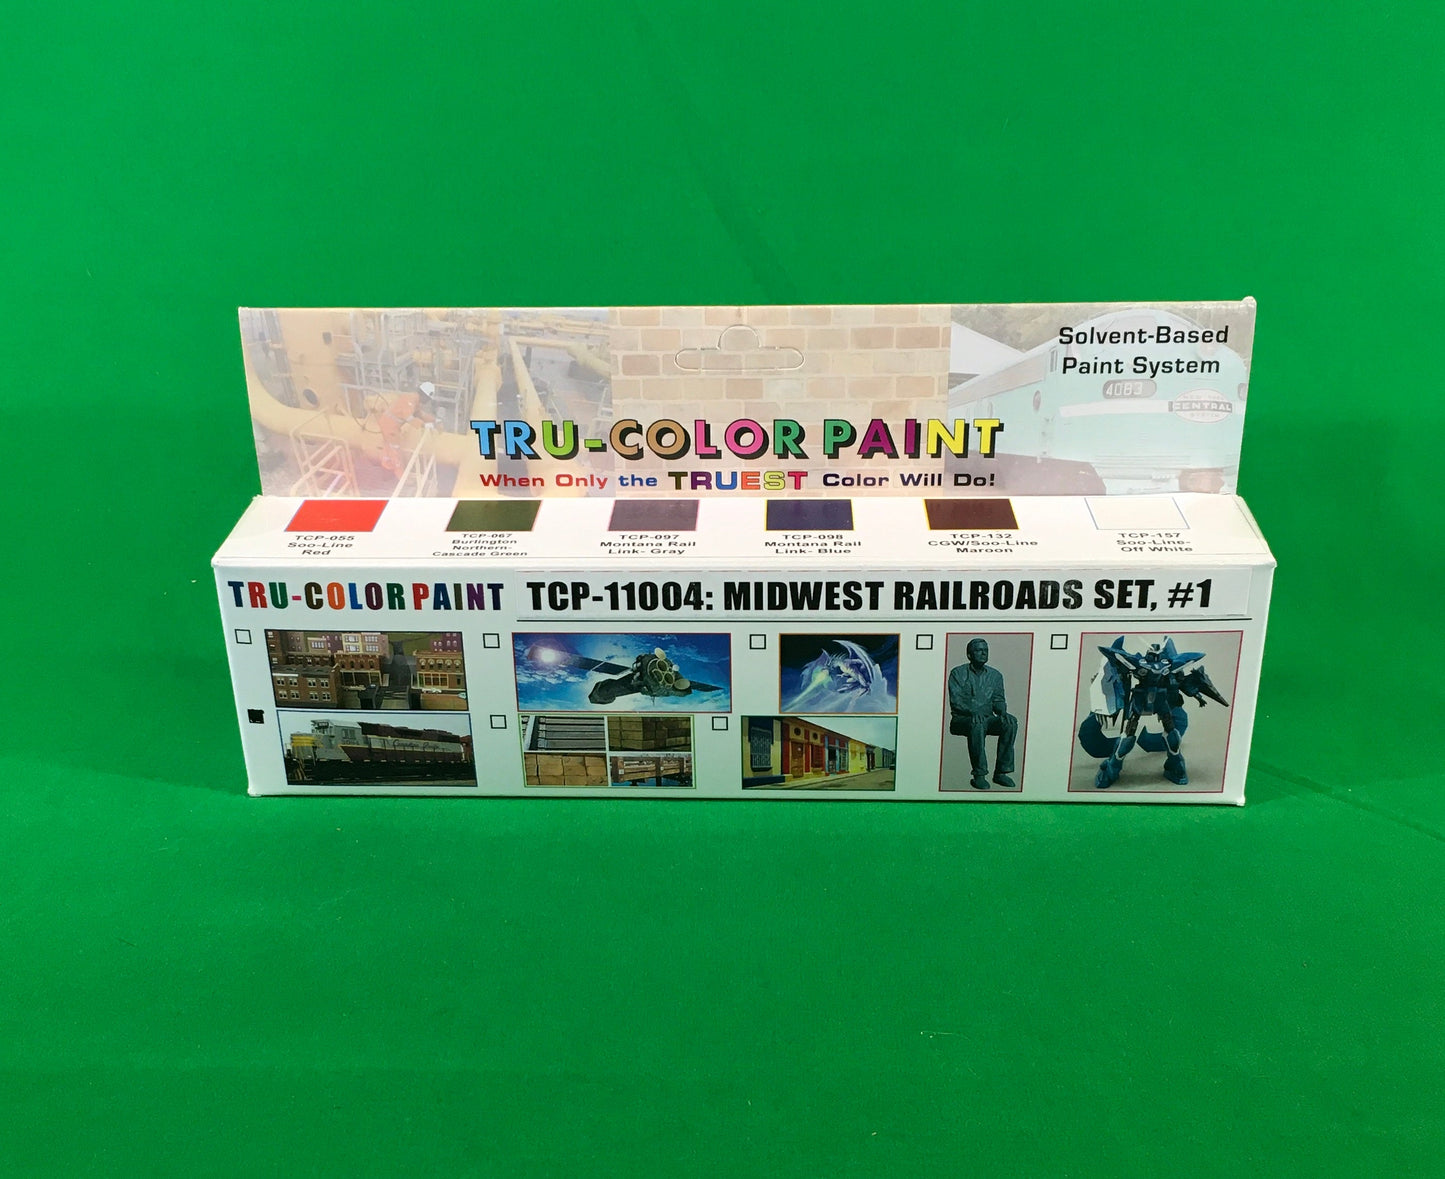 Solvent-Based
Paint System
4083
CENTRAL
TRU-COLOR PAINT
When Only the TRUEST Color Will Do!
TCP-055
Soo-Line
Red
TCP-067
Burlington
Northern-
Cascade Green
TCP-097
Montana Rail
Link- Gray
TCP-098
Montana Rail
Link- Blue
TCP-132
CGW/Soo-Line
Maroon
TCP-157
Soo-Line-
Off White
TRU-COLOR PAINT
TCP-11004: MIDWEST RAILROADS SET, #1